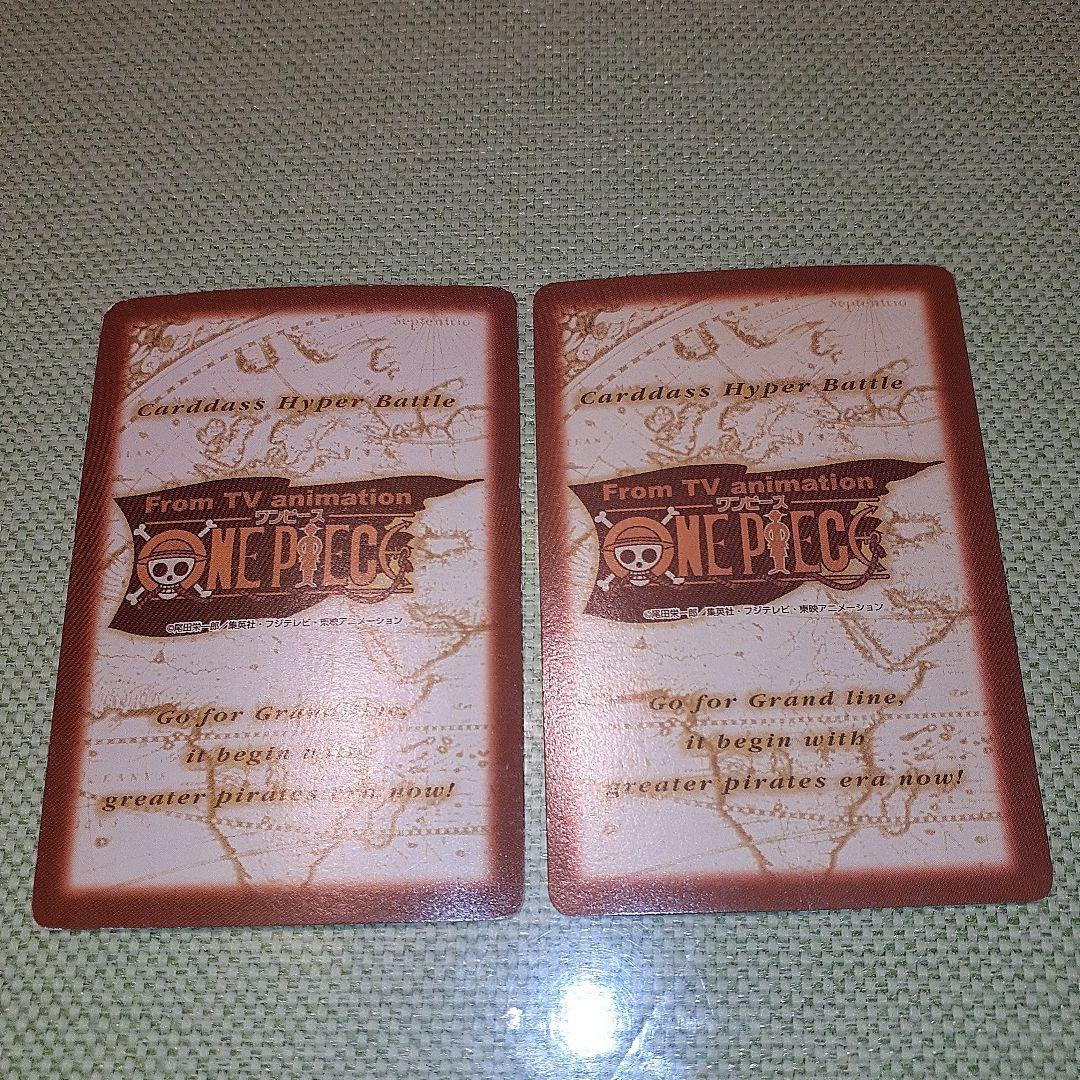 Septentrio
Carddass Hyper Battle
From TV animation
ワンピース
ONE PIECE
©尾田栄一郎/集英社・フジテレビ・東映アニメーション
Go for Grand line,
it begin with
greater pirates era now!
Septentrio
Carddass Hyper Battle
From TV animation
ワンピース
ONE PIECE
©尾田栄一郎/集英社・フジテレビ・東映アニメーション
Go for Grand line,
it begin with
greater pirates era now!